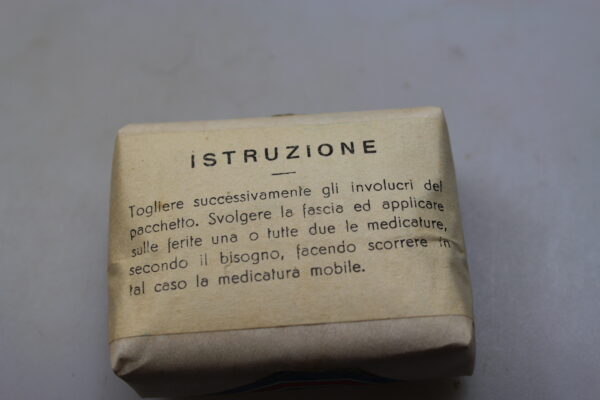 ISTRUZIONE
Togliere successivamente gli involucri del
pacchetto. Svolgere la fascia ed applicare
sulle ferite una o tutte due le medicature,
secondo il bisogno, facendo scorrere in
tal caso la medicatura mobile.